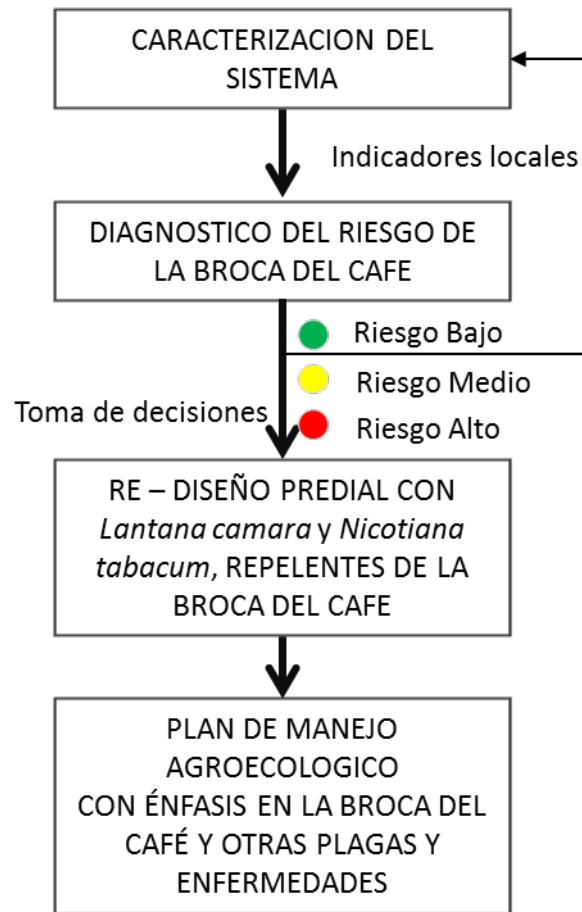 CARACTERIZACION DEL
SISTEMA
Indicadores locales
DIAGNOSTICO DEL RIESGO DE
LA BROCA DEL CAFE
Riesgo Bajo
Riesgo Medio
Toma de decisiones
Riesgo Alto
RE – DISEÑO PREDIAL CON
Lantana camara y Nicotiana
tabacum, REPELENTES DE LA
BROCA DEL CAFE
PLAN DE MANEJO
AGROECOLOGICO
CON ÉNFASIS EN LA BROCA DEL
CAFÉ Y OTRAS PLAGAS Y
ENFERMEDADES